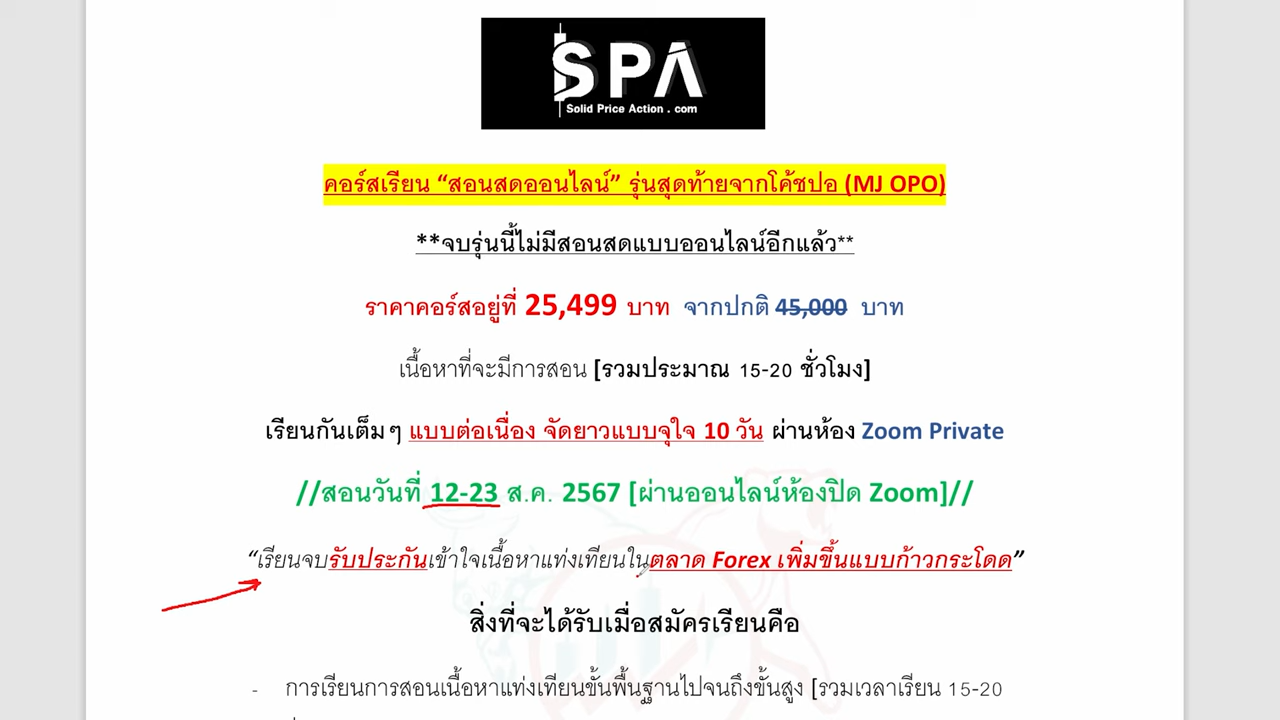 SPA
Solid Price Action . com
คอร์สเรียน “สอนสดออนไลน์” รุ่นสุดท้ายจากโค้ชปอ (MJ OPO)
**จบรุ่นนี้ไม่มีสอนสดแบบออนไลน์อีกแล้ว**
ราคาคอร์สอยู่ที่ 25,499 บาท จากปกติ 45,000 บาท
เนื้อหาที่จะมีการสอน [รวมประมาณ 15-20 ชั่วโมง]
เรียนกันเต็มๆ แบบต่อเนื่อง จัดยาวแบบจุใจ 10 วัน ผ่านห้อง Zoom Private
//สอนวันที่ 12-23 ส.ค. 2567 [ผ่านออนไลน์ห้องปิด Zoom]//
“เรียนจบรับประกันเข้าใจเนื้อหาแท่งเทียนในตลาด Forex เพิ่มขึ้นแบบก้าวกระโดด”
สิ่งที่จะได้รับเมื่อสมัครเรียนคือ
- การเรียนการสอนเนื้อหาแท่งเทียนขั้นพื้นฐานไปจนถึงขั้นสูง [รวมเวลาเรียน 15-20